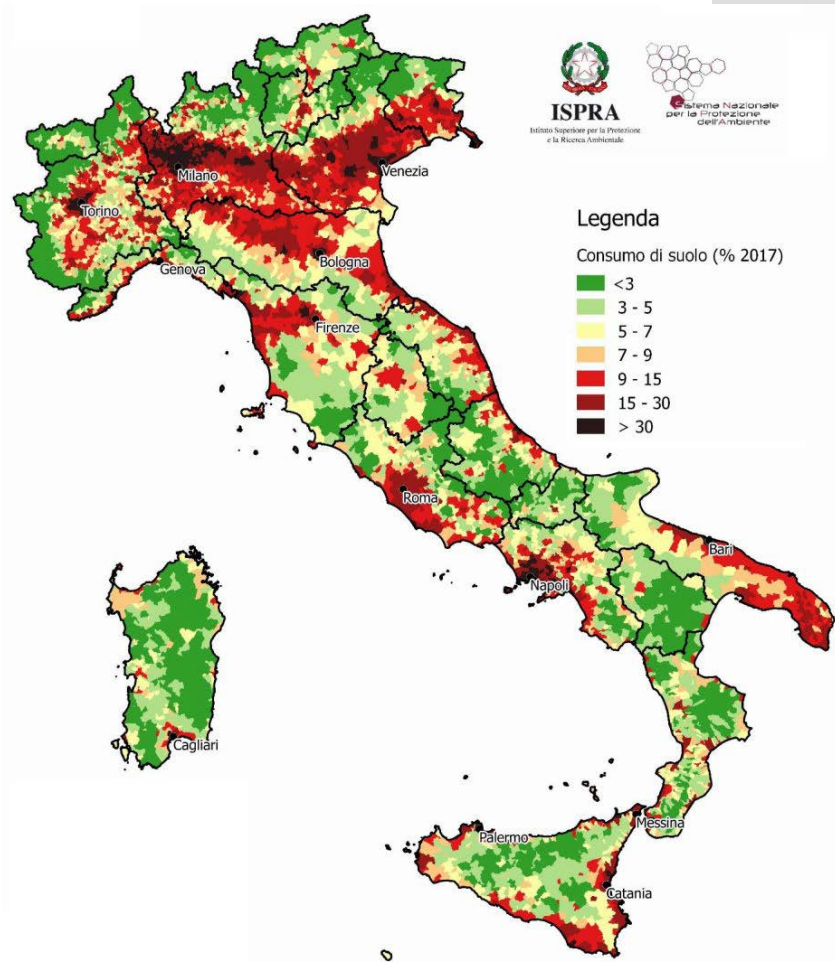 ISPRA
Istituto Superiore per la Protezione
e la Ricerca Ambientale
Sistema Nazionale
per la Protezione
dell'Ambiente
Milano
Venezia
Torino
Genova
Bologna
Firenze
Roma
Napoli
Bari
Cagliari
Palermo
Messina
Catania
Legenda
Consumo di suolo (% 2017)
<3
3 - 5
5 - 7
7 - 9
9 - 15
15 - 30
> 30